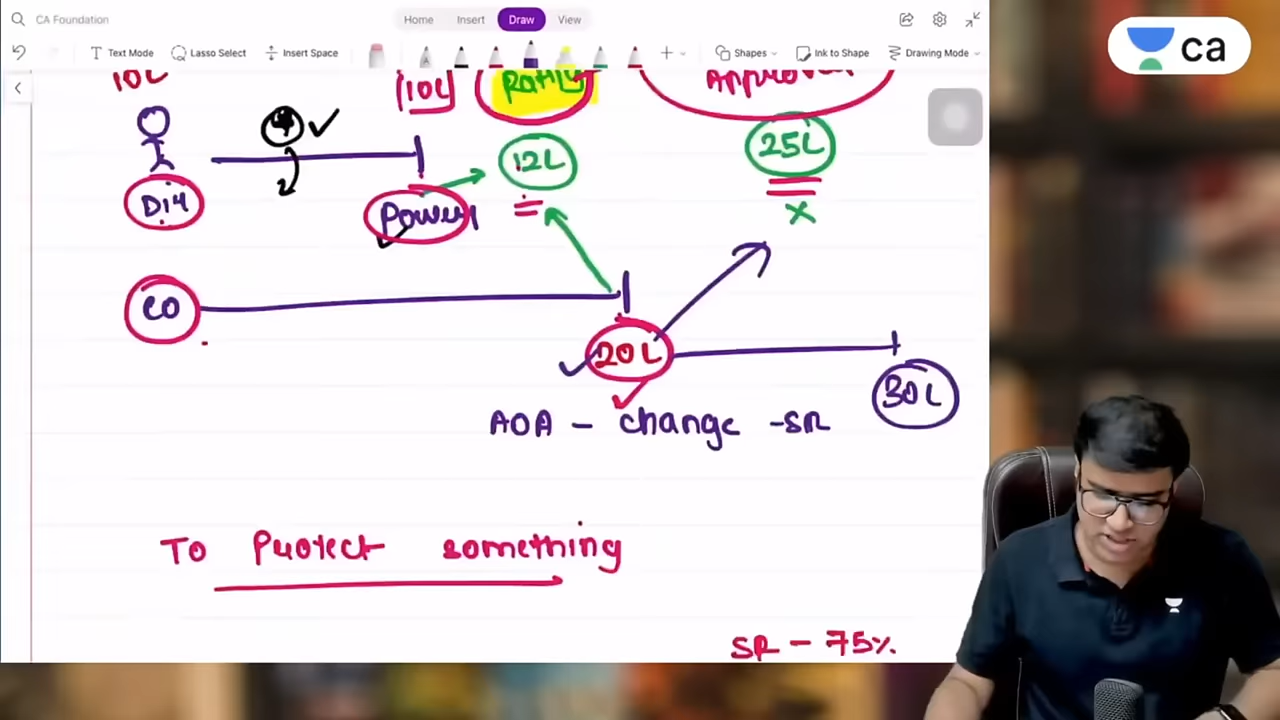 CA Foundation
Home Insert Draw View
ca
Text Mode Lasso Select Insert Space Shapes Ink to Shape Drawing Mode
10L
10L
Ratify
Approval
12L
25L
Dir
Power
CO
20L
30L
AOA - change -SR
To Protect something
SR - 75%